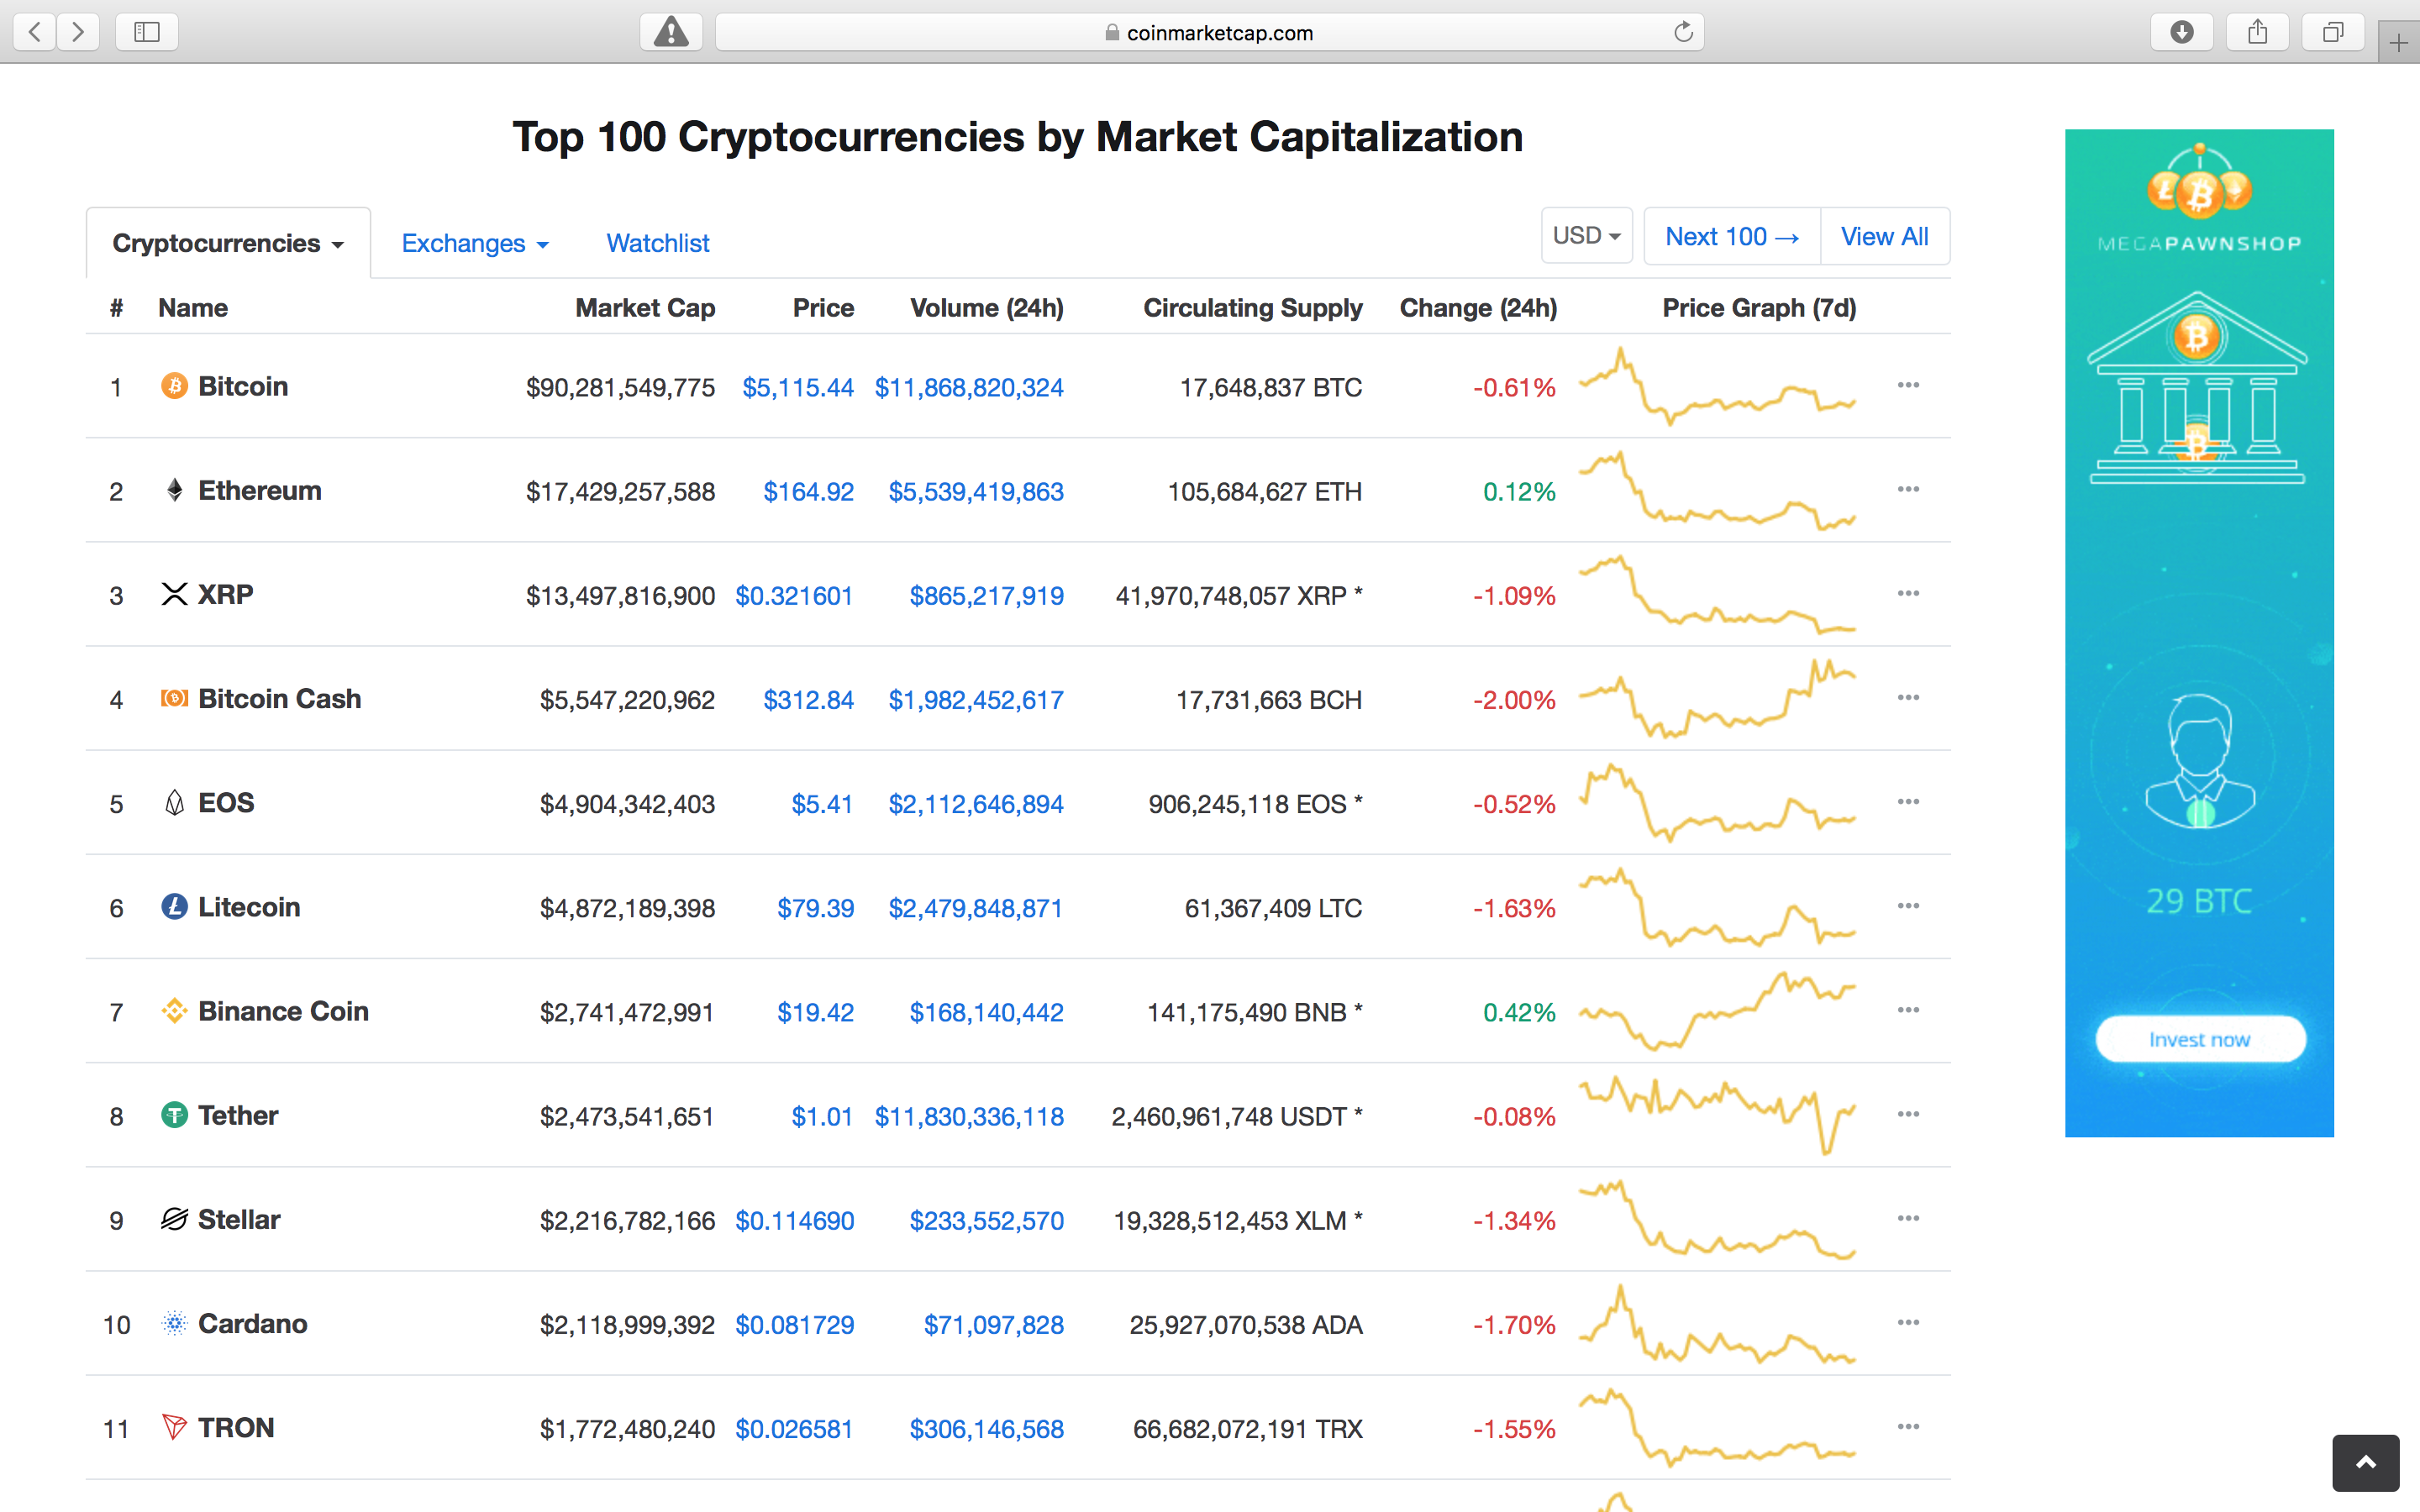 coinmarketcap.com
Top 100 Cryptocurrencies by Market Capitalization
Cryptocurrencies Exchanges Watchlist USD Next 100 → View All
# Name Market Cap Price Volume (24h) Circulating Supply Change (24h) Price Graph (7d)
1 Bitcoin $90,281,549,775 $5,115.44 $11,868,820,324 17,648,837 BTC -0.61%
2 Ethereum $17,429,257,588 $164.92 $5,539,419,863 105,684,627 ETH 0.12%
3 XRP $13,497,816,900 $0.321601 $865,217,919 41,970,748,057 XRP * -1.09%
4 Bitcoin Cash $5,547,220,962 $312.84 $1,982,452,617 17,731,663 BCH -2.00%
5 EOS $4,904,342,403 $5.41 $2,112,646,894 906,245,118 EOS * -0.52%
6 Litecoin $4,872,189,398 $79.39 $2,479,848,871 61,367,409 LTC -1.63%
7 Binance Coin $2,741,472,991 $19.42 $168,140,442 141,175,490 BNB * 0.42%
8 Tether $2,473,541,651 $1.01 $11,830,336,118 2,460,961,748 USDT * -0.08%
9 Stellar $2,216,782,166 $0.114690 $233,552,570 19,328,512,453 XLM * -1.34%
10 Cardano $2,118,999,392 $0.081729 $71,097,828 25,927,070,538 ADA -1.70%
11 TRON $1,772,480,240 $0.026581 $306,146,568 66,682,072,191 TRX -1.55%
MEGAPAWNSHOP
29 BTC
Invest now